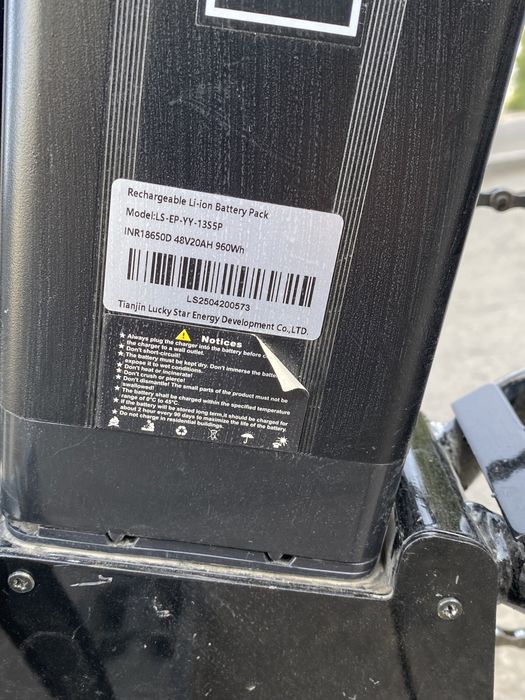 Rechargeable Li-ion Battery Pack
Model:LS-EP-YY-13S5P
INR18650D 48V20AH 960Wh
LS2504200573
Tianjin Lucky Star Energy Development Co.,LTD.
Notices
★ Always plug the charger into the battery before
the charger to a wall outlet.
★ Don't short-circuit!
★ The battery must be kept dry. Don't immerse the
expose it to wet conditions.
★ Don't heat or incinerate!
★ Don't crush or pierce!
★ Don't dismantle! The small parts of the product must not be
swallowed!
★ The battery shall be charged within the specified temperature
range of 0°C to 45°C.
★ If the battery will be stored long term, it should be charged for
about 2 hour every 90 days to maximize the life of the battery.
★ Do not charge in residential buildings.